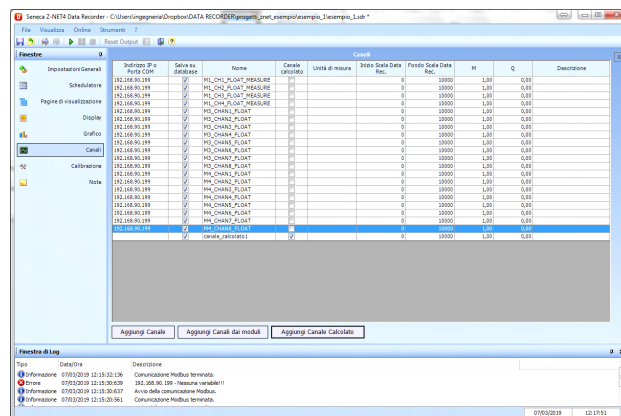 Seneca Z-NET4 Data Recorder - C:\Users\ingegneria\Dropbox\DATA RECORDER\progetti_znet_esempio\esempio_1\esempio_1.sdr *
File Visualizza Online Strumenti ?
Reset Output
Finestre
Impostazioni Generali
Schedulatore
Pagine di visualizzazione
Display
Grafico
Canali
Calibrazione
Note
Canali
Indirizzo IP o Porta COM Salva su database Nome Canale calcolato Unità di misura Inizio Scala Data Rec. Fondo Scala Data Rec. M Q Descrizione
192.168.90.199 M1_CH1_FLOAT_MEASURE 0 10000 1,00 0,00
192.168.90.199 M1_CH2_FLOAT_MEASURE 0 10000 1,00 0,00
192.168.90.199 M1_CH3_FLOAT_MEASURE 0 10000 1,00 0,00
192.168.90.199 M1_CH4_FLOAT_MEASURE 0 10000 1,00 0,00
192.168.90.199 M3_CHAN1_FLOAT 0 10000 1,00 0,00
192.168.90.199 M3_CHAN2_FLOAT 0 10000 1,00 0,00
192.168.90.199 M3_CHAN3_FLOAT 0 10000 1,00 0,00
192.168.90.199 M3_CHAN4_FLOAT 0 10000 1,00 0,00
192.168.90.199 M3_CHAN5_FLOAT 0 10000 1,00 0,00
192.168.90.199 M3_CHAN6_FLOAT 0 10000 1,00 0,00
192.168.90.199 M3_CHAN7_FLOAT 0 10000 1,00 0,00
192.168.90.199 M3_CHAN8_FLOAT 0 10000 1,00 0,00
192.168.90.199 M4_CHAN1_FLOAT 0 10000 1,00 0,00
192.168.90.199 M4_CHAN2_FLOAT 0 10000 1,00 0,00
192.168.90.199 M4_CHAN3_FLOAT 0 10000 1,00 0,00
192.168.90.199 M4_CHAN4_FLOAT 0 10000 1,00 0,00
192.168.90.199 M4_CHAN5_FLOAT 0 10000 1,00 0,00
192.168.90.199 M4_CHAN6_FLOAT 0 10000 1,00 0,00
192.168.90.199 M4_CHAN7_FLOAT 0 10000 1,00 0,00
192.168.90.199 M4_CHAN8_FLOAT 0 10000 1,00 0,00
canale_calcolato1 0 10000 1,00 0,00
Aggiungi Canale Aggiungi Canali dai moduli Aggiungi Canale Calcolato
Finestra di Log
Tipo Data/Ora Descrizione
Informazione 07/03/2019 12:15:32:136 Comunicazione Modbus terminata.
Errore 07/03/2019 12:15:30:639 192.168.90.199 - Nessuna variabile!!!
Informazione 07/03/2019 12:15:30:637 Avvio della comunicazione Modbus.
Informazione 07/03/2019 12:15:20:561 Comunicazione Modbus terminata.
07/03/2019 12:17:51